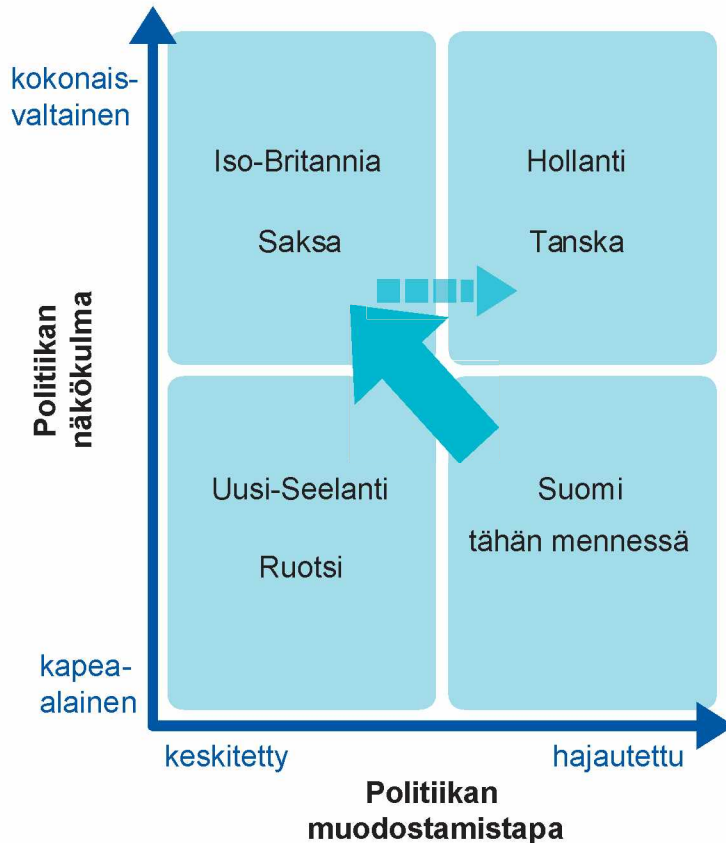 kokonais-
valtainen
Iso-Britannia
Hollanti
Saksa
Tanska
Politiikan
näkökulma
Uusi-Seelanti
Suomi
tähän mennessä
Ruotsi
kapea-
alainen
keskitetty
hajautettu
Politiikan
muodostamistapa